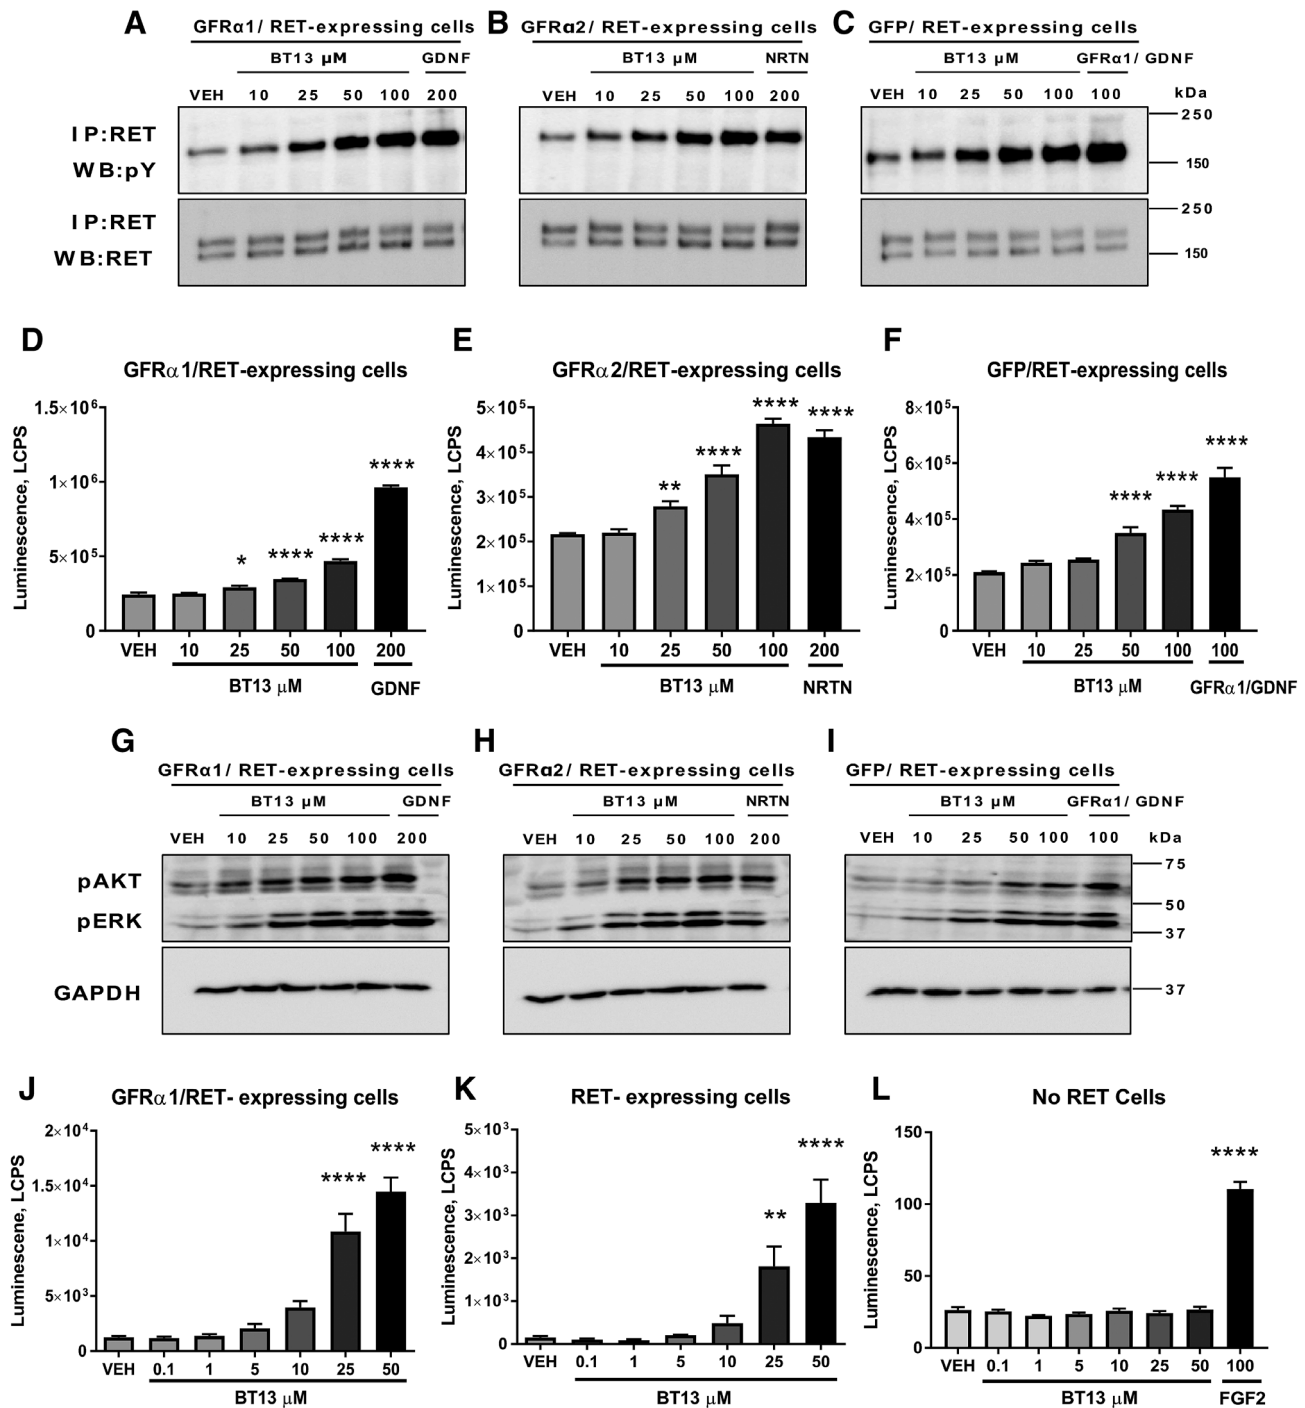 A GFRα1/ RET-expressing cells B GFRα2/ RET-expressing cells C GFP/ RET-expressing cells
BT13 µM GDNF BT13 µM NRTN BT13 µM GFRα1/ GDNF
VEH 10 25 50 100 200 VEH 10 25 50 100 200 VEH 10 25 50 100 100 kDa
250
IP:RET
WB:pY 150
IP:RET 250
WB:RET 150
D E F
GFRα1/RET-expressing cells GFRα2/RET-expressing cells GFP/RET-expressing cells
Luminescence, LCPS
1.5×10⁶
1×10⁶
5×10⁵
0
* **** **** ****
VEH 10 25 50 100 200
BT13 µM GDNF
Luminescence, LCPS
5×10⁵
4×10⁵
3×10⁵
2×10⁵
1×10⁵
0
** **** **** ****
VEH 10 25 50 100 200
BT13 µM NRTN
Luminescence, LCPS
8×10⁵
6×10⁵
4×10⁵
2×10⁵
0
**** **** ****
VEH 10 25 50 100 100
BT13 µM GFRα1/GDNF
G H I
GFRα1/ RET-expressing cells GFRα2/ RET-expressing cells GFP/ RET-expressing cells
BT13 µM GDNF BT13 µM NRTN BT13 µM GFRα1/ GDNF
VEH 10 25 50 100 200 VEH 10 25 50 100 200 VEH 10 25 50 100 100 kDa
75
pAKT
50
pERK
37
GAPDH 37
J K L
GFRα1/RET- expressing cells RET- expressing cells No RET Cells
Luminescene, LCPS
2×10⁴
1.5×10⁴
1×10⁴
5×10³
0
**** ****
VEH 0.1 1 5 10 25 50
BT13 µM
Luminescence, LCPS
5×10³
4×10³
3×10³
2×10³
1×10³
0
** ****
VEH 0.1 1 5 10 25 50
BT13 µM
Luminescence, LCPS
150
100
50
0
****
VEH 0.1 1 5 10 25 50 100
BT13 µM FGF2